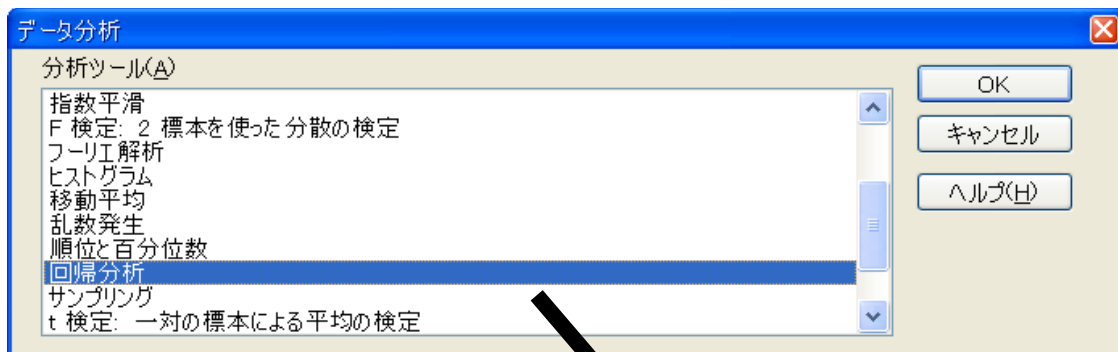 データ分析
分析ツール(A)
指数平滑
F 検定: 2 標本を使った分散の検定
フーリエ解析
ヒストグラム
移動平均
乱数発生
順位と百分位数
回帰分析
サンプリング
t 検定: 一対の標本による平均の検定
OK
キャンセル
ヘルプ(H)